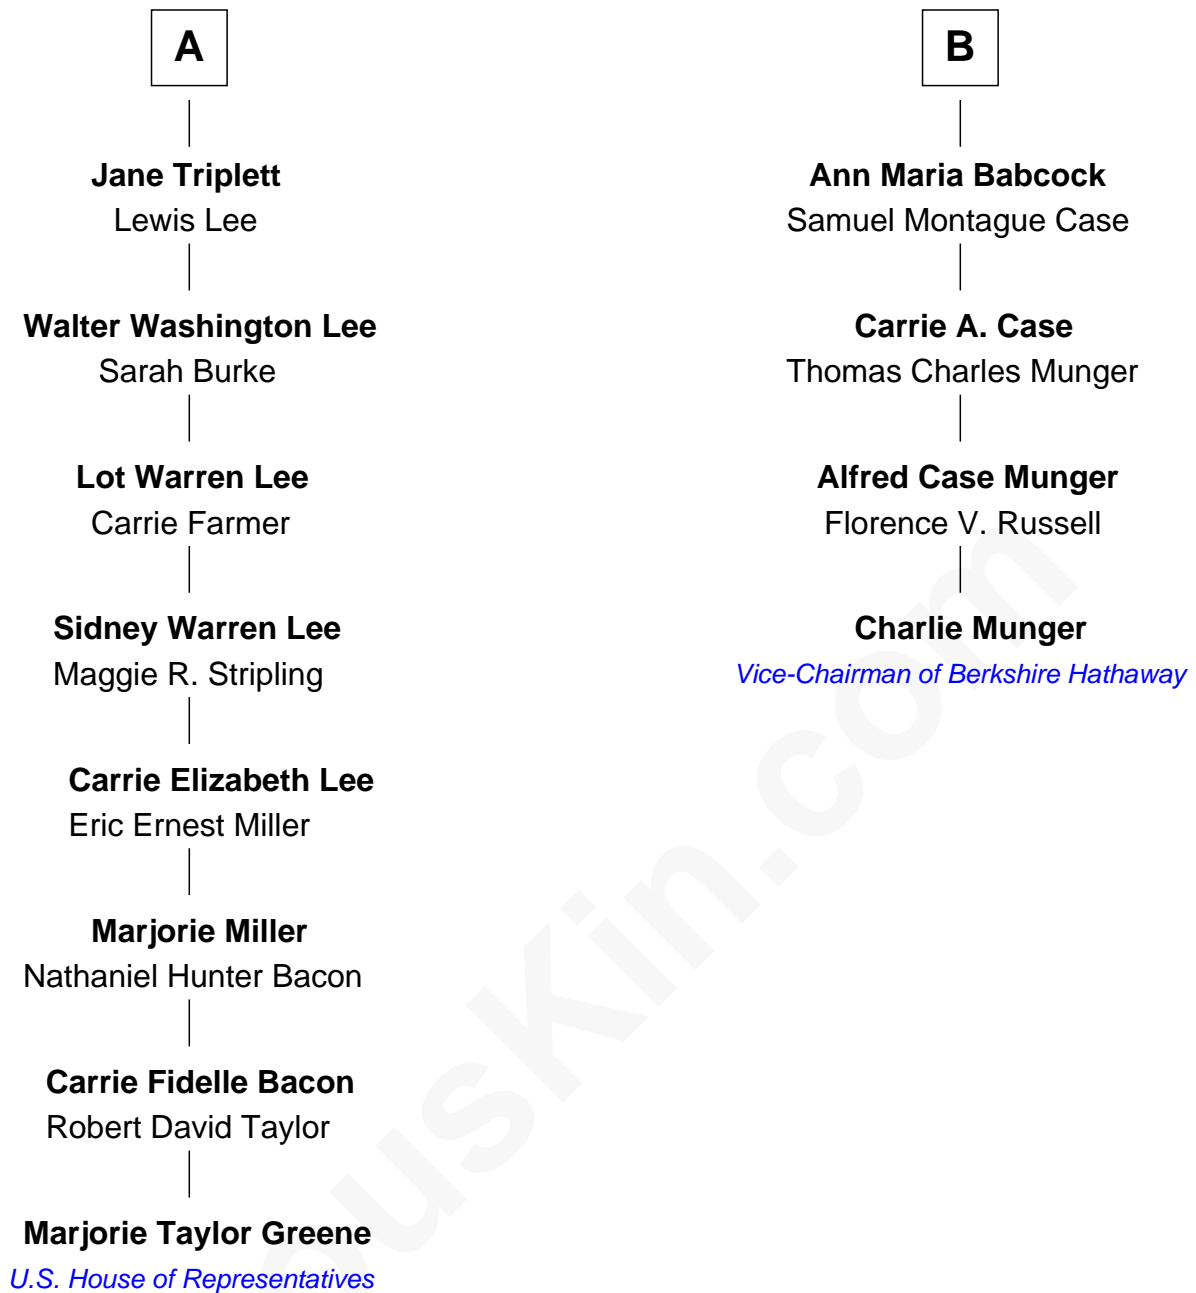 A
Jane Triplett
Lewis Lee
Walter Washington Lee
Sarah Burke
Lot Warren Lee
Carrie Farmer
Sidney Warren Lee
Maggie R. Stripling
Carrie Elizabeth Lee
Eric Ernest Miller
Marjorie Miller
Nathaniel Hunter Bacon
Carrie Fidelle Bacon
Robert David Taylor
Marjorie Taylor Greene
U.S. House of Representatives
B
Ann Maria Babcock
Samuel Montague Case
Carrie A. Case
Thomas Charles Munger
Alfred Case Munger
Florence V. Russell
Charlie Munger
Vice-Chairman of Berkshire Hathaway
ousKin.com